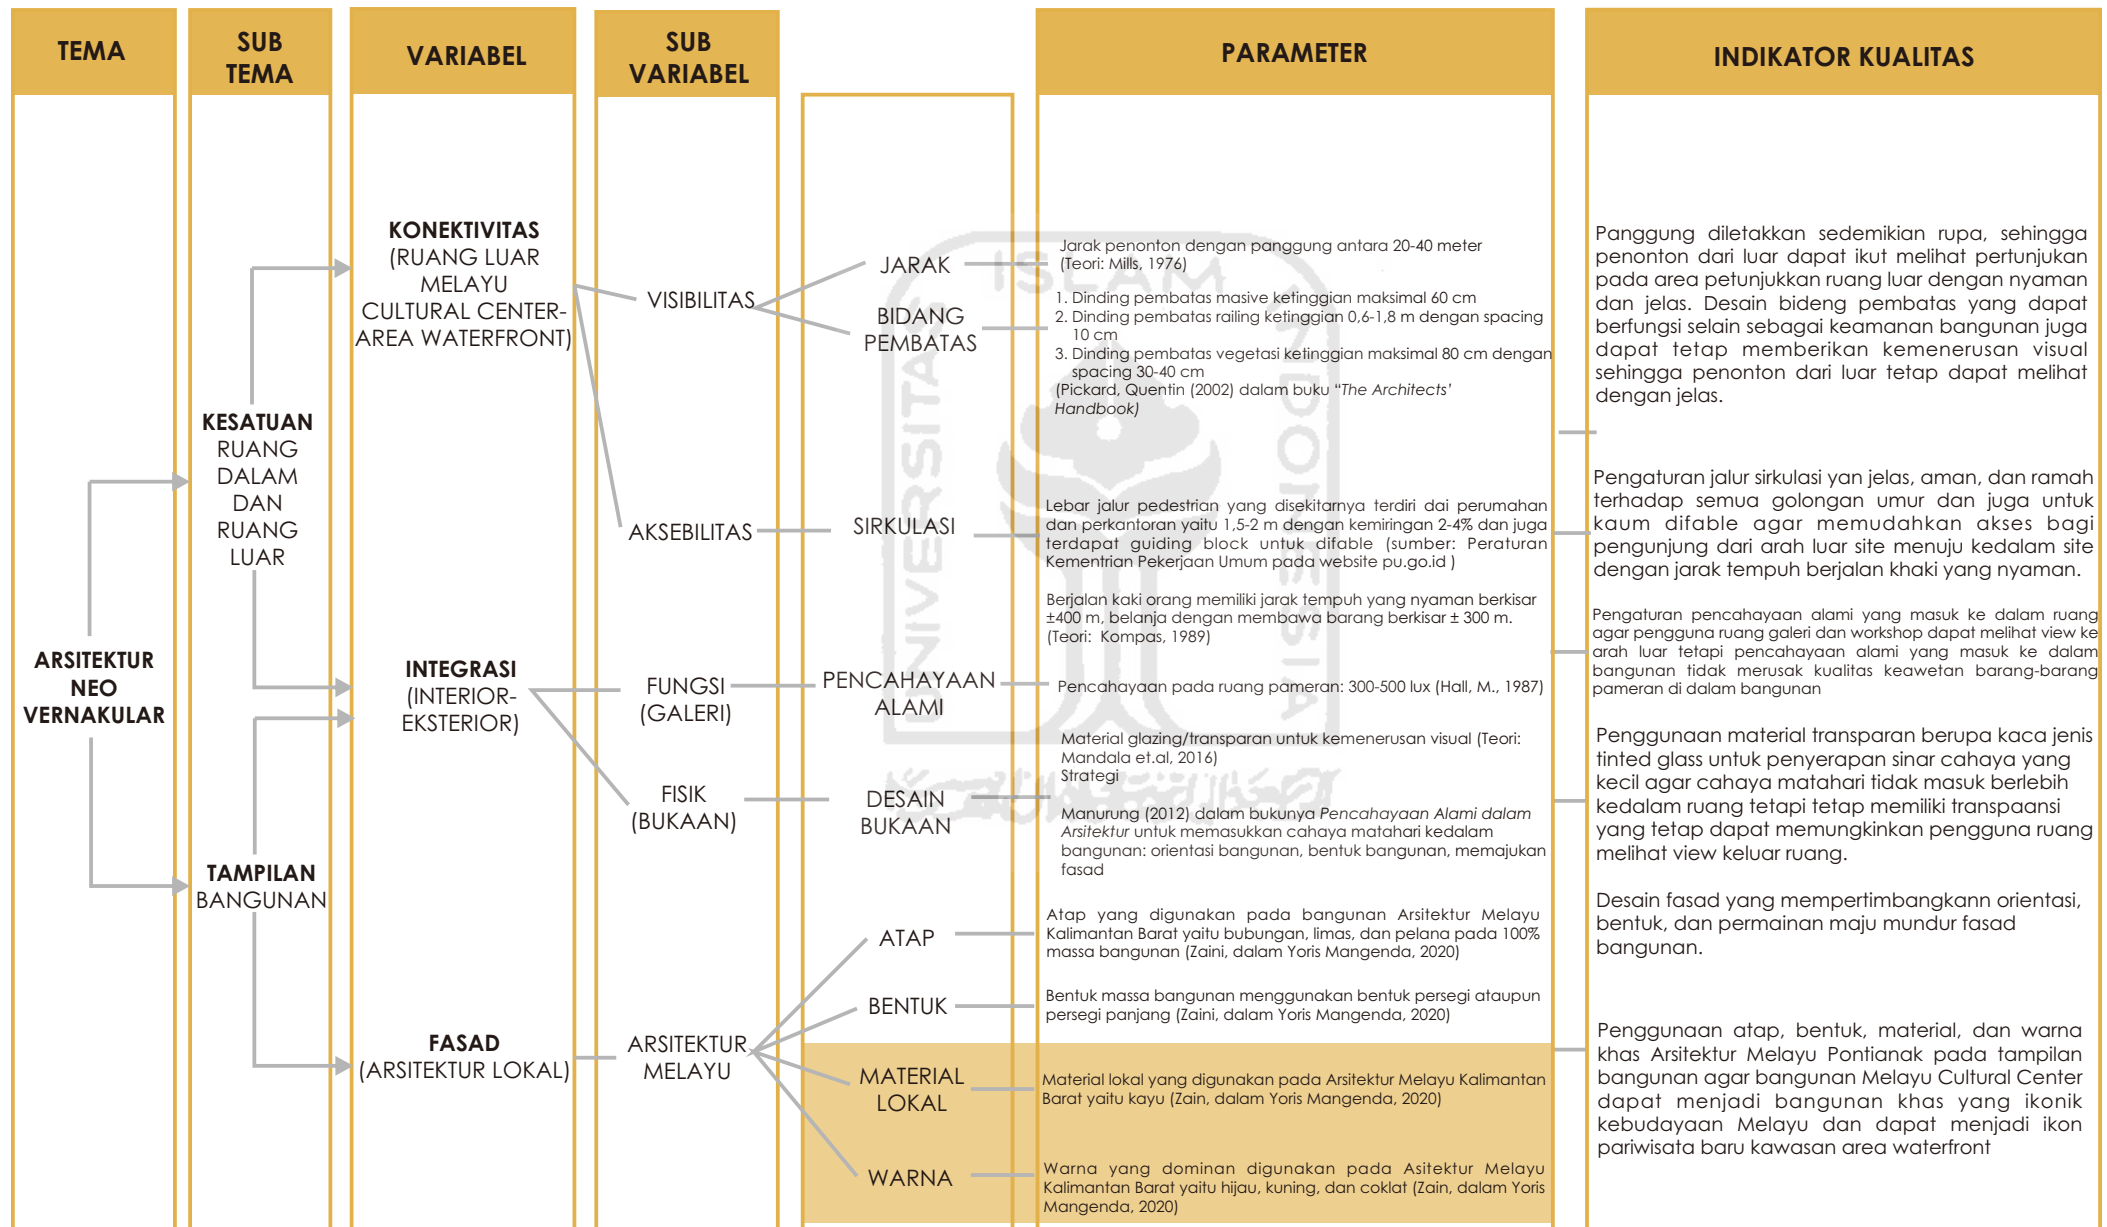 TEMA
SUB
TEMA
VARIABEL
SUB
VARIABEL
PARAMETER
INDIKATOR KUALITAS
ARSITEKTUR
NEO
VERNAKULAR
KESATUAN
RUANG
DALAM
DAN
RUANG
LUAR
TAMPILAN
BANGUNAN
KONEKTIVITAS
(RUANG LUAR
MELAYU
CULTURAL CENTER-
AREA WATERFRONT)
INTEGRASI
(INTERIOR-
EKSTERIOR)
FASAD
(ARSITEKTUR LOKAL)
VISIBILITAS
AKSEBILITAS
FUNGSI
(GALERI)
FISIK
(BUKAAN)
ARSITEKTUR
MELAYU
JARAK
BIDANG
PEMBATAS
SIRKULASI
PENCAHAYAAN
ALAMI
DESAIN
BUKAAN
ATAP
BENTUK
MATERIAL
LOKAL
WARNA
Jarak penonton dengan panggung antara 20-40 meter
(Teori: Mills, 1976)
1. Dinding pembatas masive ketinggian maksimal 60 cm
2. Dinding pembatas railing ketinggian 0,6-1,8 m dengan spacing
10 cm
3. Dinding pembatas vegetasi ketinggian maksimal 80 cm dengan
spacing 30-40 cm
(Pickard, Quentin (2002) dalam buku “The Architects’
Handbook)
Lebar jalur pedestrian yang disekitarnya terdiri dai perumahan
dan perkantoran yaitu 1,5-2 m dengan kemiringan 2-4% dan juga
terdapat guiding block untuk difable (sumber: Peraturan
Kementrian Pekerjaan Umum pada website pu.go.id )
Berjalan kaki orang memiliki jarak tempuh yang nyaman berkisar
±400 m, belanja dengan membawa barang berkisar ± 300 m.
(Teori: Kompas, 1989)
Pencahayaan pada ruang pameran: 300-500 lux (Hall, M., 1987)
Material glazing/transparan untuk kemenerusan visual (Teori:
Mandala et.al, 2016)
Strategi
Manurung (2012) dalam bukunya Pencahayaan Alami dalam
Arsitektur untuk memasukkan cahaya matahari kedalam
bangunan: orientasi bangunan, bentuk bangunan, memajukan
fasad
Atap yang digunakan pada bangunan Arsitektur Melayu
Kalimantan Barat yaitu bubungan, limas, dan pelana pada 100%
massa bangunan (Zaini, dalam Yoris Mangenda, 2020)
Bentuk massa bangunan menggunakan bentuk persegi ataupun
persegi panjang (Zaini, dalam Yoris Mangenda, 2020)
Material lokal yang digunakan pada Arsitektur Melayu Kalimantan
Barat yaitu kayu (Zain, dalam Yoris Mangenda, 2020)
Warna yang dominan digunakan pada Asitektur Melayu
Kalimantan Barat yaitu hijau, kuning, dan coklat (Zain, dalam Yoris
Mangenda, 2020)
Panggung diletakkan sedemikian rupa, sehingga
penonton dari luar dapat ikut melihat pertunjukan
pada area petunjukkan ruang luar dengan nyaman
dan jelas. Desain bideng pembatas yang dapat
berfungsi selain sebagai keamanan bangunan juga
dapat tetap memberikan kemenerusan visual
sehingga penonton dari luar tetap dapat melihat
dengan jelas.
Pengaturan jalur sirkulasi yan jelas, aman, dan ramah
terhadap semua golongan umur dan juga untuk
kaum difable agar memudahkan akses bagi
pengunjung dari arah luar site menuju kedalam site
dengan jarak tempuh berjalan khaki yang nyaman.
Pengaturan pencahayaan alami yang masuk ke dalam ruang
agar pengguna ruang galeri dan workshop dapat melihat view ke
arah luar tetapi pencahayaan alami yang masuk ke dalam
bangunan tidak merusak kualitas keawetan barang-barang
pameran di dalam bangunan
Penggunaan material transparan berupa kaca jenis
tinted glass untuk penyerapan sinar cahaya yang
kecil agar cahaya matahari tidak masuk berlebih
kedalam ruang tetapi tetap memiliki transpaansi
yang tetap dapat memungkinkan pengguna ruang
melihat view keluar ruang.
Desain fasad yang mempertimbangkann orientasi,
bentuk, dan permainan maju mundur fasad
bangunan.
Penggunaan atap, bentuk, material, dan warna
khas Arsitektur Melayu Pontianak pada tampilan
bangunan agar bangunan Melayu Cultural Center
dapat menjadi bangunan khas yang ikonik
kebudayaan Melayu dan dapat menjadi ikon
pariwisata baru kawasan area waterfront
ISLAM
UNIVERSITAS
INDONESIA